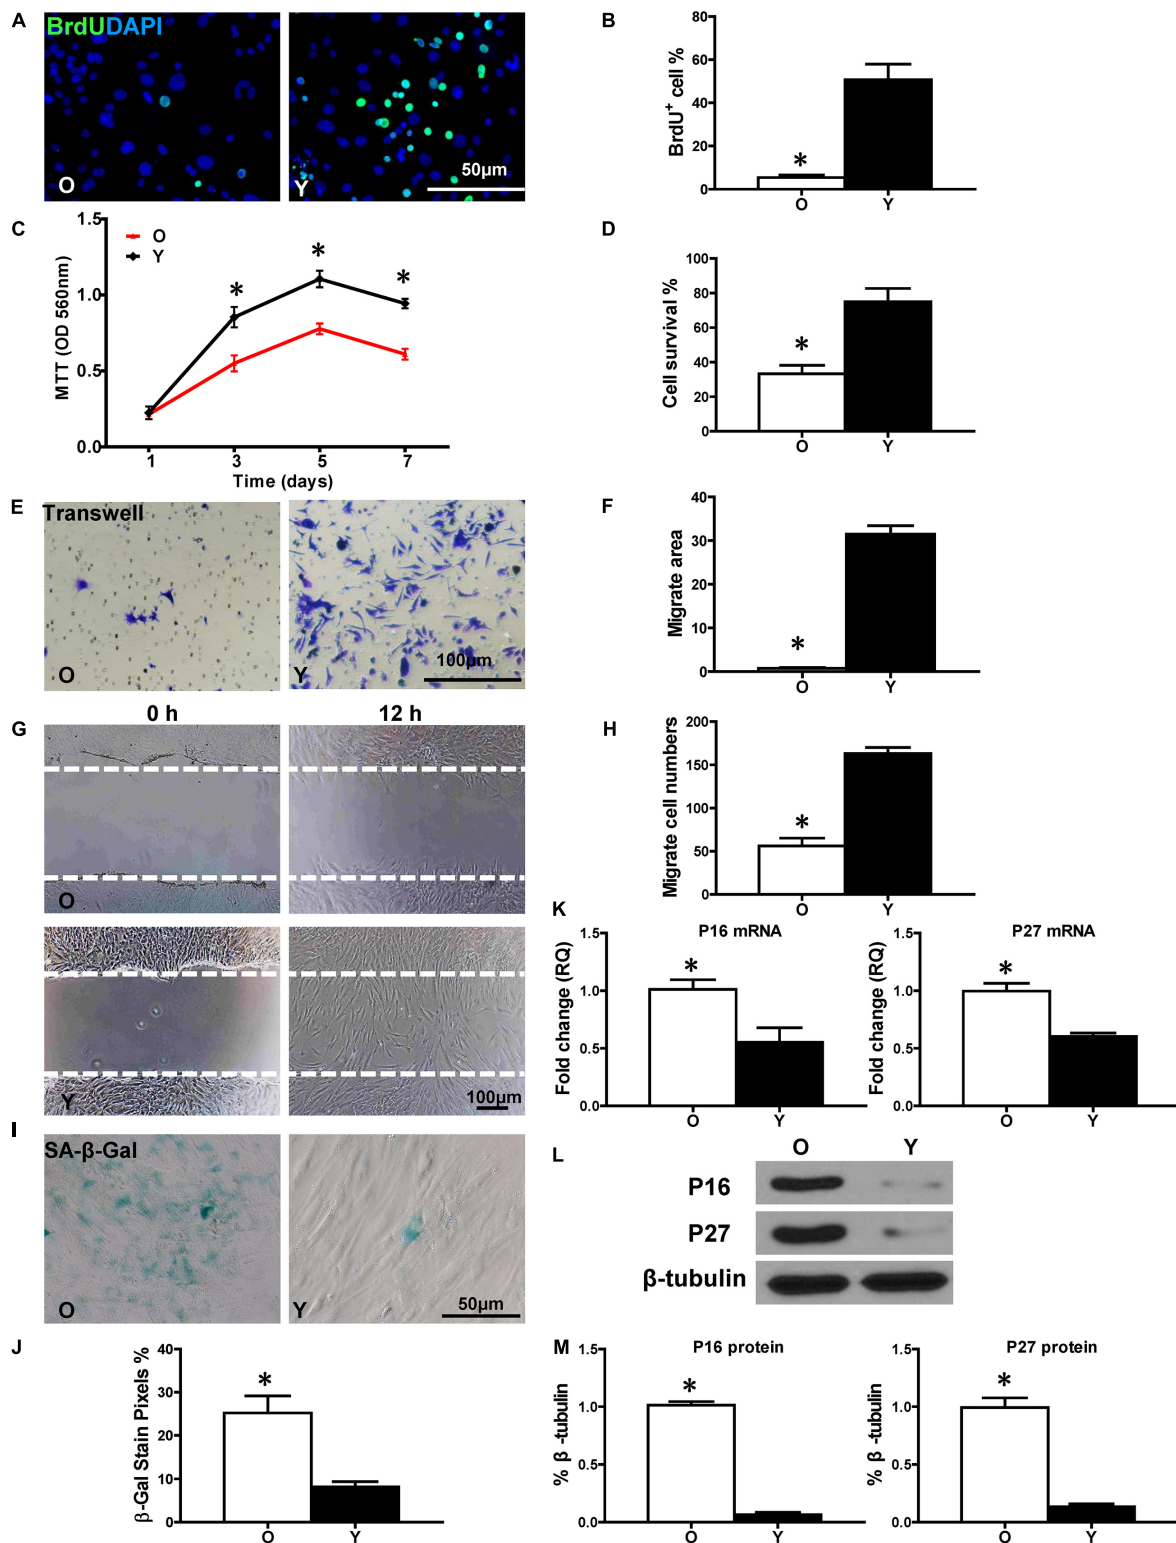 A
BrdUDAPI
O
Y
50μm
B
BrdU+ cell %
80
60
40
20
0
*
O
Y
C
MTT (OD 560nm)
1.5
1.0
0.5
0.0
O
Y
*
*
*
1
3
5
7
Time (days)
D
Cell survival %
100
80
60
40
20
0
*
O
Y
E
Transwell
O
Y
100μm
F
Migrate area
40
30
20
10
0
*
O
Y
0 h
12 h
G
O
Y
100μm
H
Migrate cell numbers
200
150
100
50
0
*
O
Y
I
SA-β-Gal
O
Y
50μm
J
β-Gal Stain Pixels %
40
30
20
10
0
*
O
Y
K
P16 mRNA
Fold change (RQ)
1.5
1.0
0.5
0.0
*
O
Y
P27 mRNA
Fold change (RQ)
1.5
1.0
0.5
0.0
*
O
Y
L
O
Y
P16
P27
β-tubulin
M
P16 protein
% β -tubulin
1.5
1.0
0.5
0.0
*
O
Y
P27 protein
% β -tubulin
1.5
1.0
0.5
0.0
*
O
Y